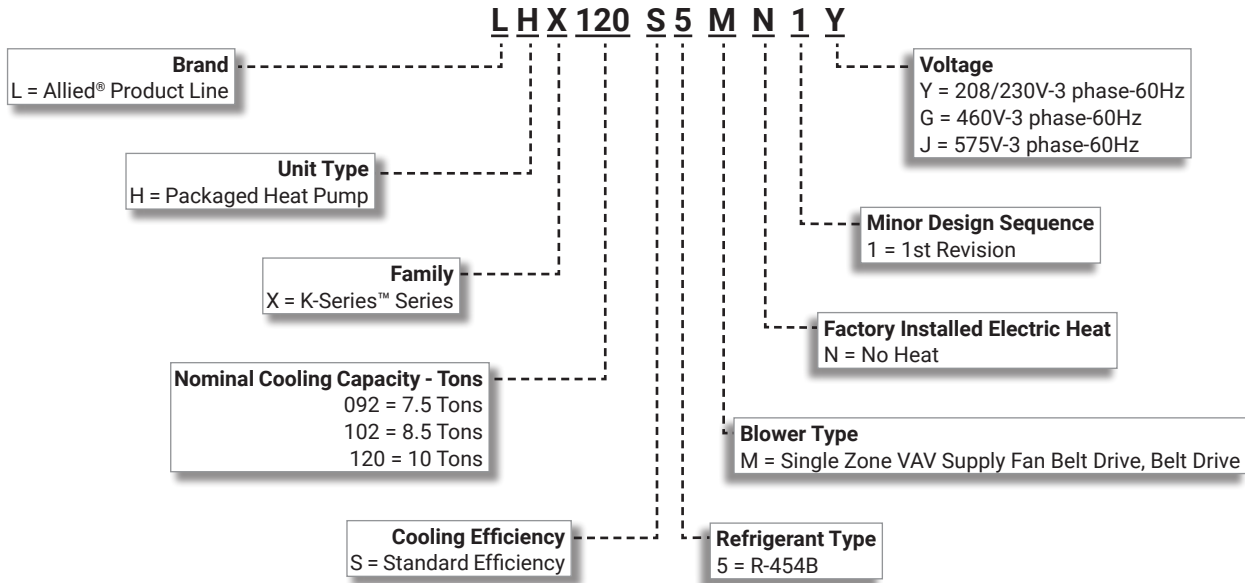 L H X 120 S 5 M N 1 Y
Brand
L = Allied® Product Line
Voltage
Y = 208/230V-3 phase-60Hz
G = 460V-3 phase-60Hz
J = 575V-3 phase-60Hz
Unit Type
H = Packaged Heat Pump
Minor Design Sequence
1 = 1st Revision
Family
X = K-Series™ Series
Factory Installed Electric Heat
N = No Heat
Nominal Cooling Capacity - Tons
092 = 7.5 Tons
102 = 8.5 Tons
120 = 10 Tons
Blower Type
M = Single Zone VAV Supply Fan Belt Drive, Belt Drive
Cooling Efficiency
S = Standard Efficiency
Refrigerant Type
5 = R-454B